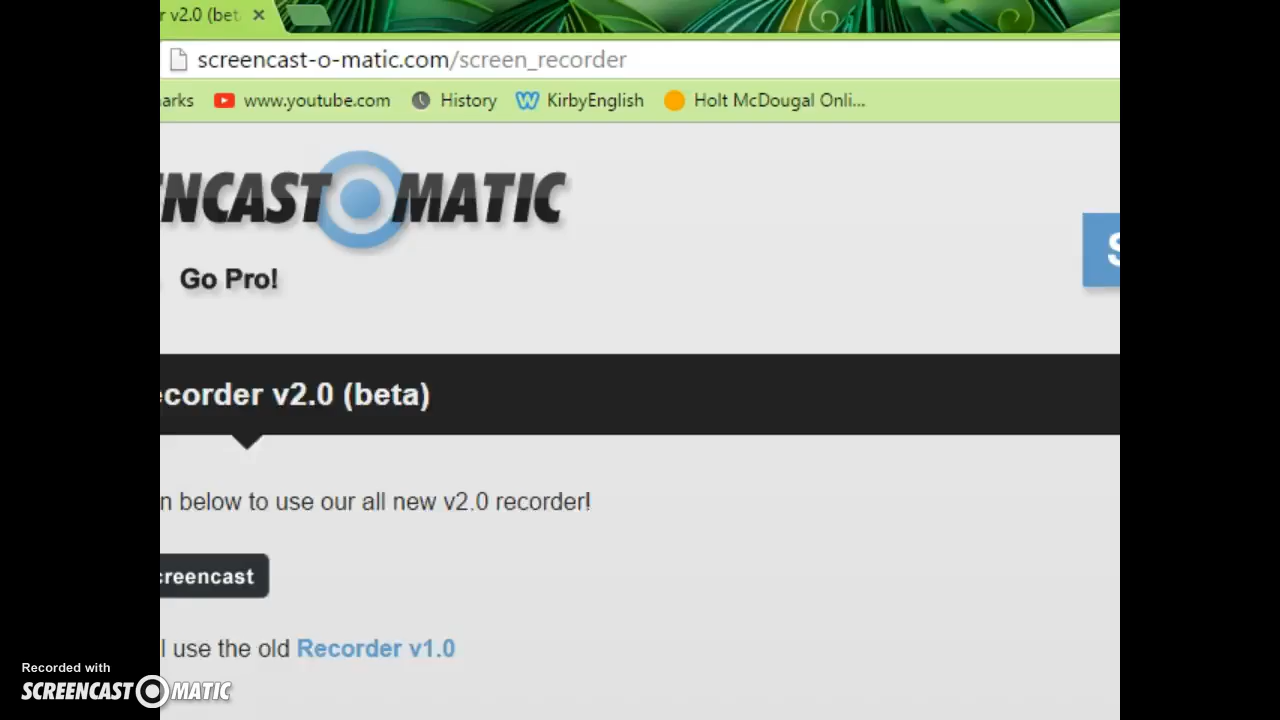 r v2.0 (bet
screencast-o-matic.com/screen_recorder
arks www.youtube.com History KirbyEnglish Holt McDougal Onli...
ENCAST MATIC
S
Go Pro!
ecorder v2.0 (beta)
n below to use our all new v2.0 recorder!
creencast
l use the old Recorder v1.0
Recorded with
SCREENCAST MATIC